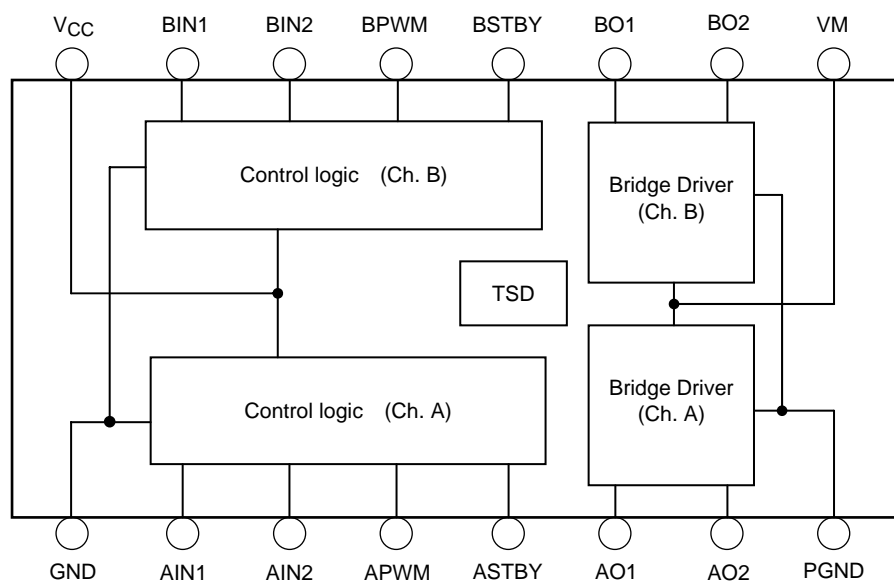 VCC BIN1 BIN2 BPWM BSTBY BO1 BO2 VM
Control logic (Ch. B)
Bridge Driver
(Ch. B)
TSD
Control logic (Ch. A)
Bridge Driver
(Ch. A)
GND AIN1 AIN2 APWM ASTBY AO1 AO2 PGND